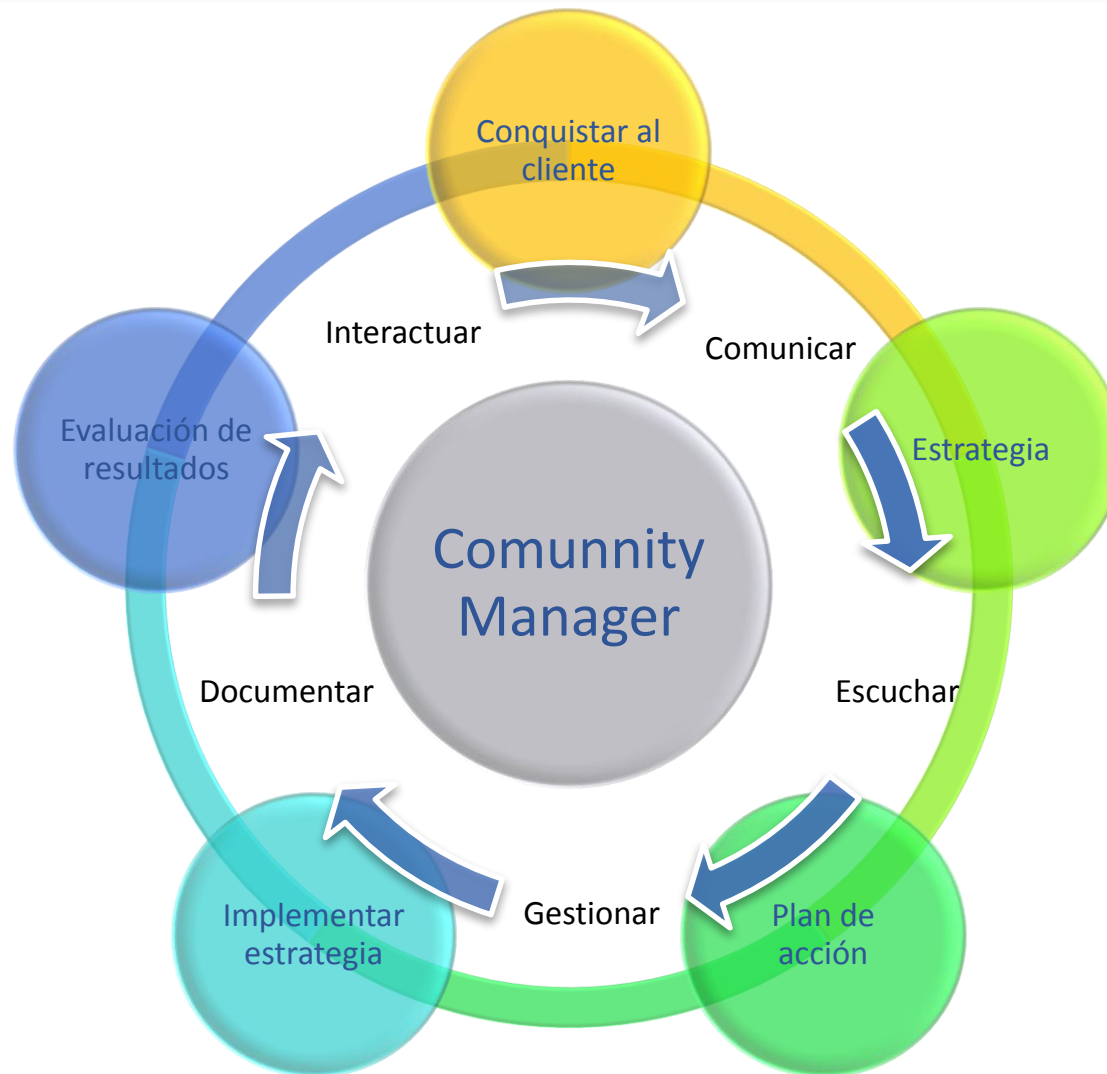 Conquistar al
cliente
Interactuar
Comunicar
Evaluación de
resultados
Estrategia
Comunnity
Manager
Documentar
Escuchar
Implementar
estrategia
Gestionar
Plan de
acción